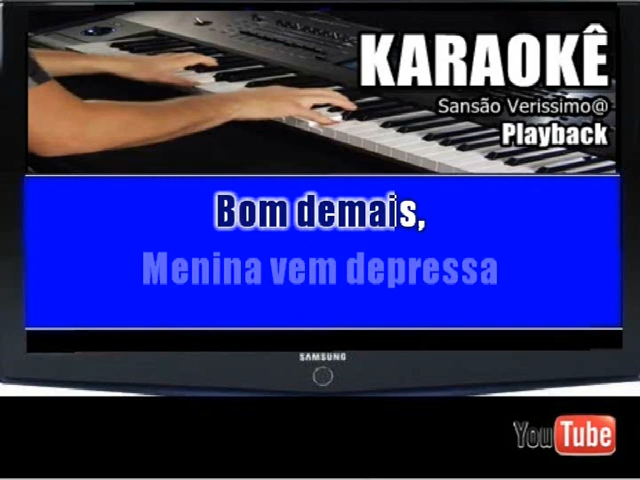 KARAOKÊ
Sansão Verissimo@
Playback
Bom demais,
Menina vem depressa
SAMSUNG
YouTube